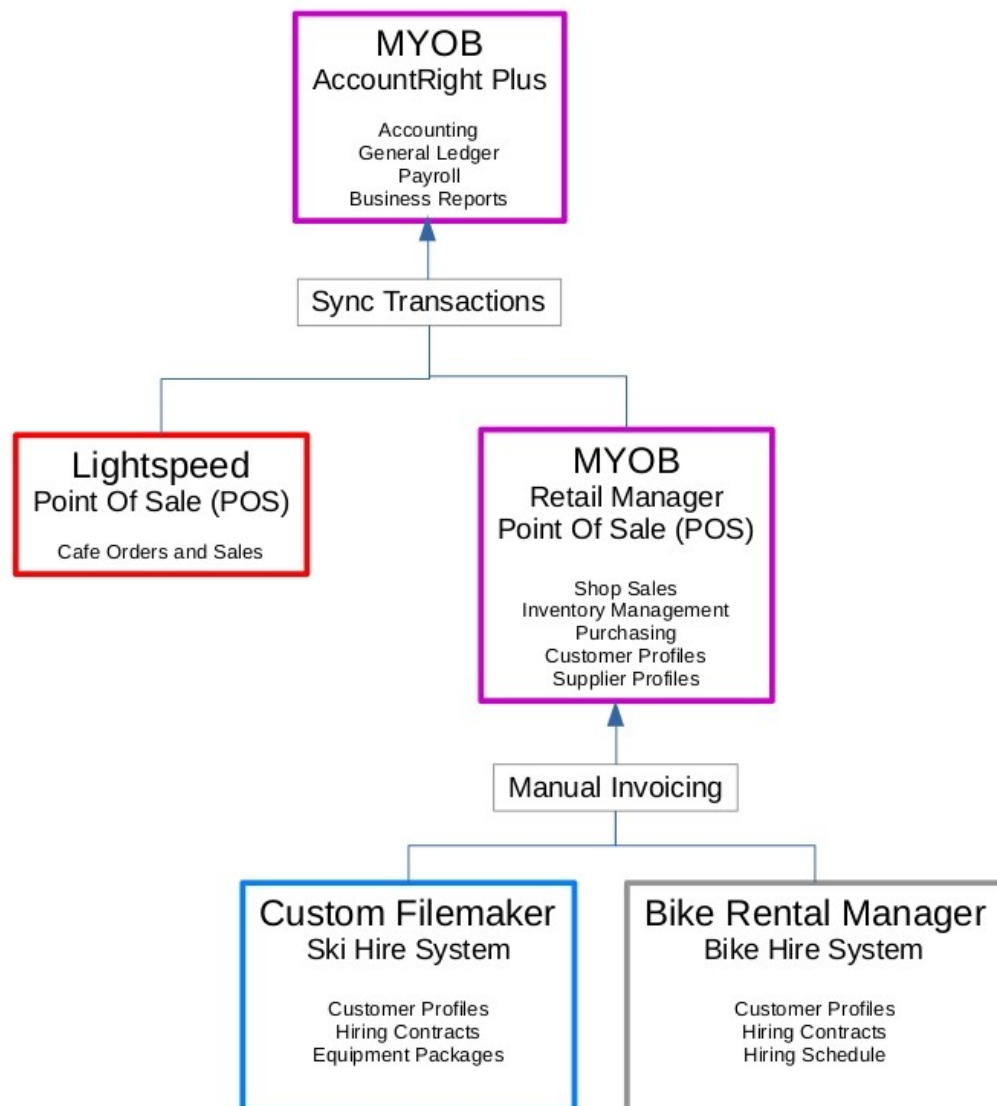 MYOB
AccountRight Plus
Accounting
General Ledger
Payroll
Business Reports
Sync Transactions
Lightspeed
Point Of Sale (POS)
Cafe Orders and Sales
MYOB
Retail Manager
Point Of Sale (POS)
Shop Sales
Inventory Management
Purchasing
Customer Profiles
Supplier Profiles
Manual Invoicing
Custom Filemaker
Ski Hire System
Customer Profiles
Hiring Contracts
Equipment Packages
Bike Rental Manager
Bike Hire System
Customer Profiles
Hiring Contracts
Hiring Schedule